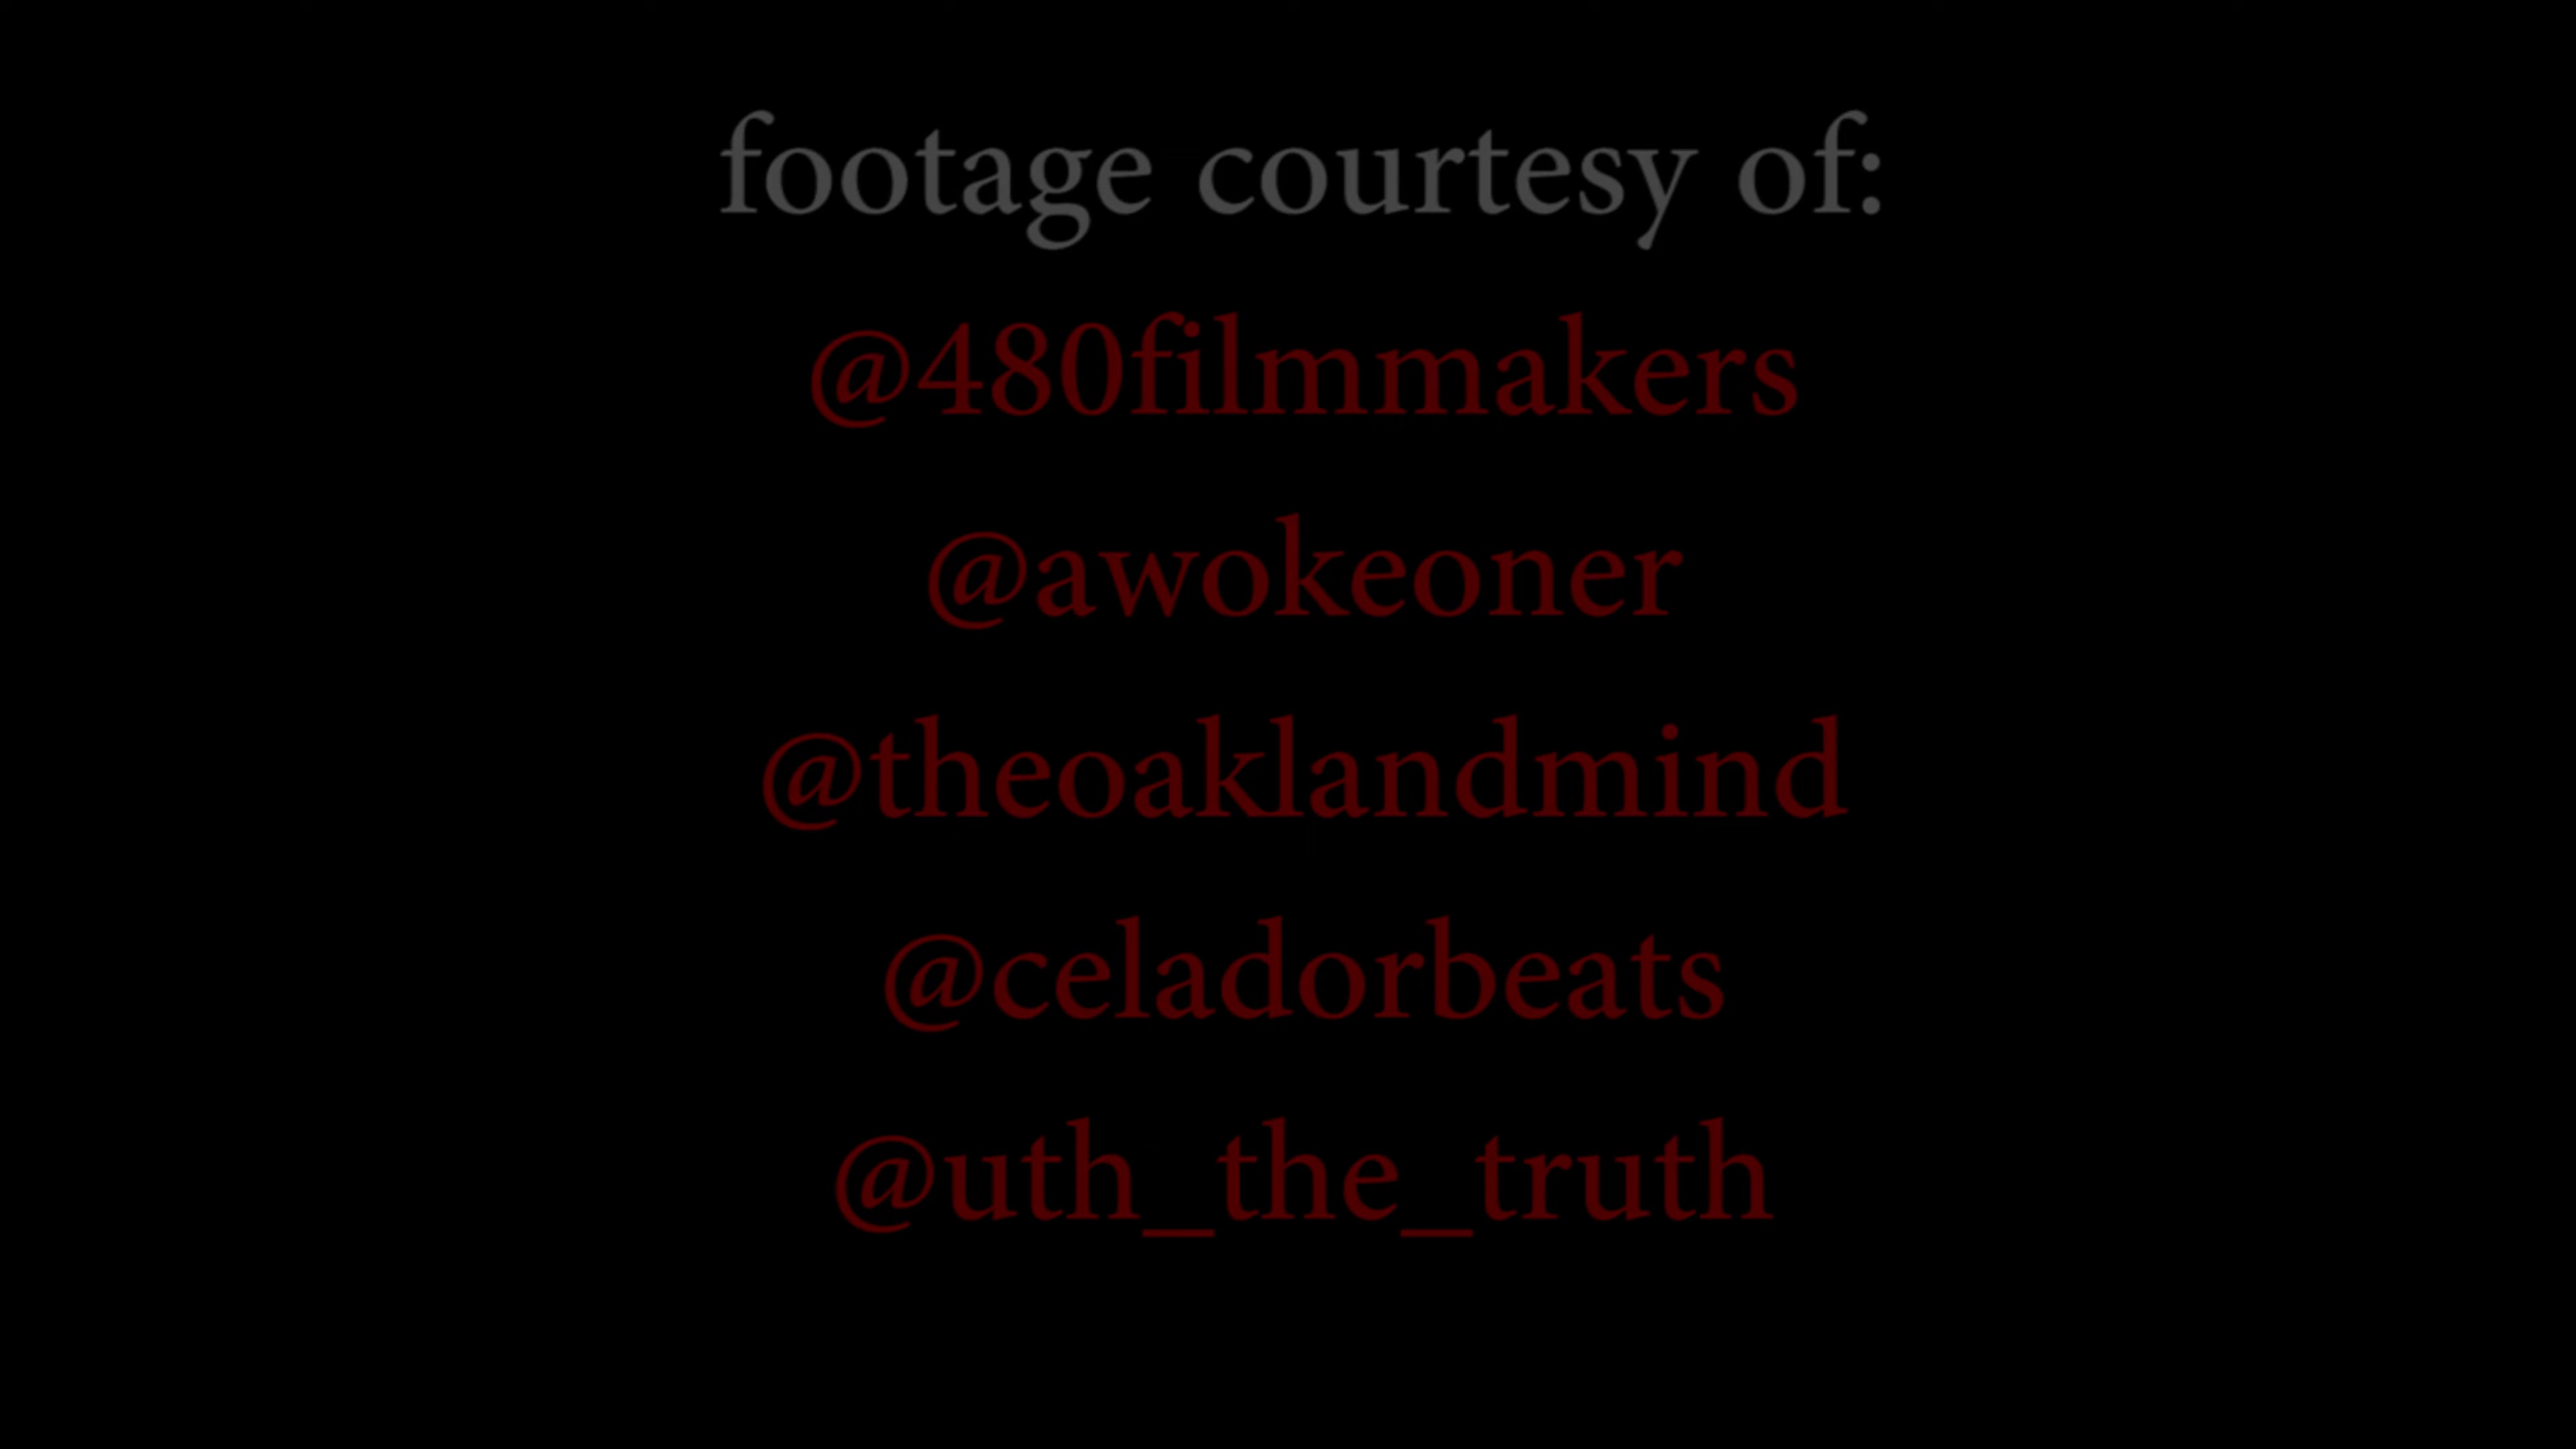 footage courtesy of:
@480filmmakers
@awokeoner
@theoaklandmind
@celadorbeats
@uth_the_truth